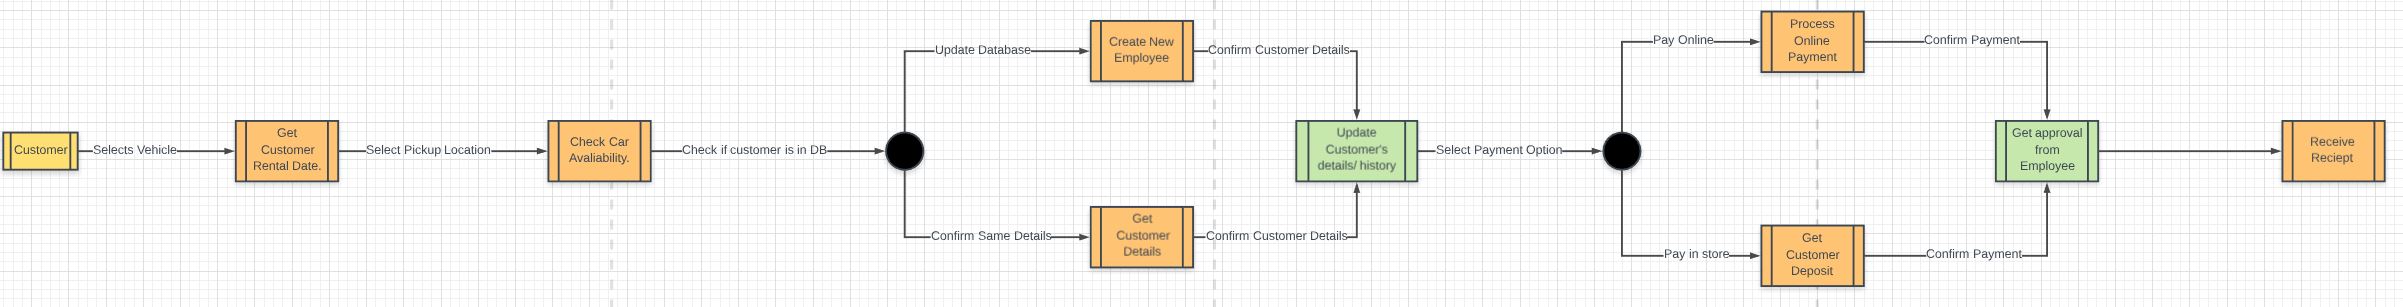 Customer
Selects Vehicle
Get
Customer
Rental Date.
Select Pickup Location
Check Car
Avaliability.
Check if customer is in DB
Update Database
Create New
Employee
Confirm Customer Details
Confirm Same Details
Get
Customer
Details
Confirm Customer Details
Update
Customer's
details/ history
Select Payment Option
Pay Online
Process
Online
Payment
Confirm Payment
Pay in store
Get
Customer
Deposit
Confirm Payment
Get approval
from
Employee
Receive
Reciept